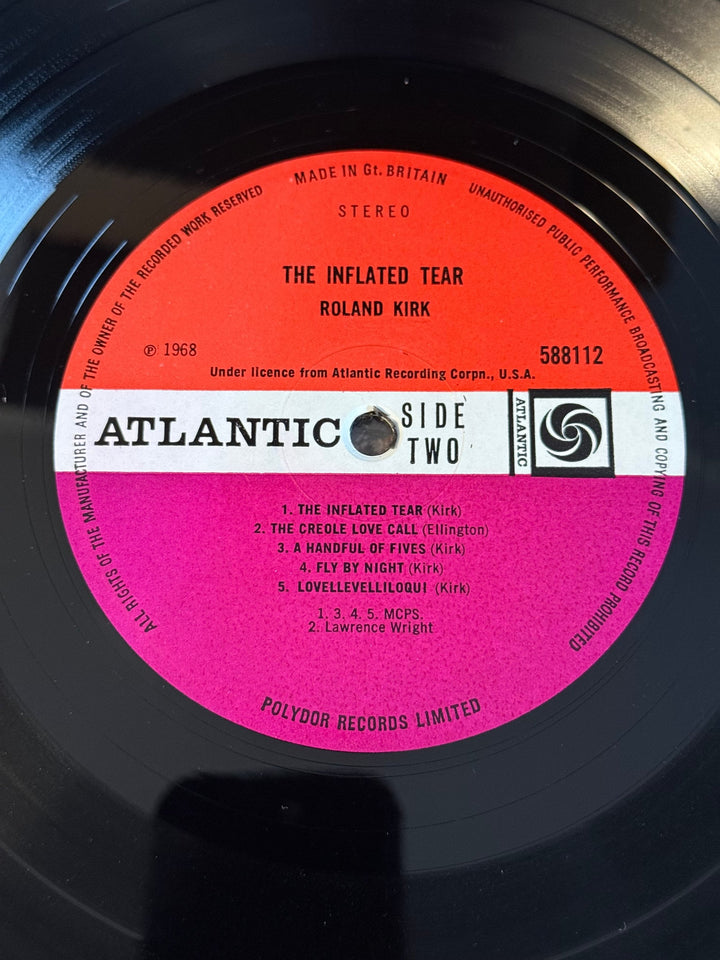 MADE IN Gt. BRITAIN
ALL RIGHTS OF THE MANUFACTURER AND OF THE OWNER OF THE RECORDED WORK RESERVED
UNAUTHORISED PUBLIC PERFORMANCE BROADCASTING AND COPYING OF THIS RECORD PROHIBITED
STEREO
THE INFLATED TEAR
ROLAND KIRK
℗ 1968
588112
Under licence from Atlantic Recording Corpn., U.S.A.
ATLANTIC
SIDE
TWO
ATLANTIC
1. THE INFLATED TEAR (Kirk)
2. THE CREOLE LOVE CALL (Ellington)
3. A HANDFUL OF FIVES (Kirk)
4. FLY BY NIGHT (Kirk)
5. LOVELLEVELLILOQUI (Kirk)
1. 3. 4. 5. MCPS.
2. Lawrence Wright
POLYDOR RECORDS LIMITED